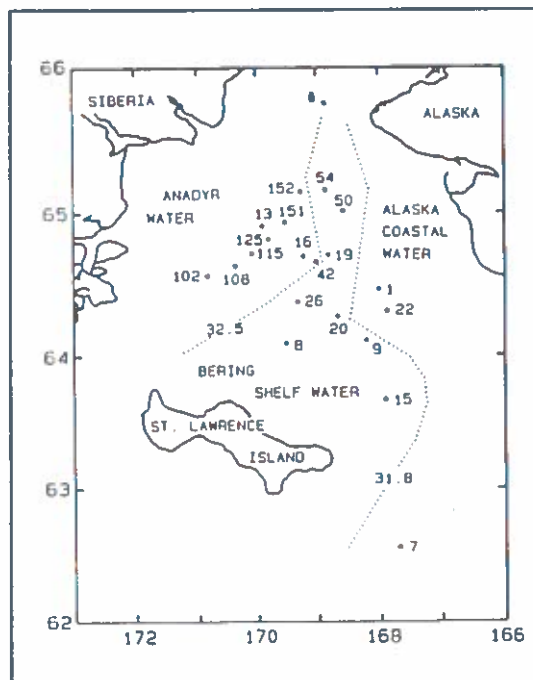 66
SIBERIA
ALASKA
152
54
ANADYR
WATER
13
151
50
65
ALASKA
COASTAL
WATER
125
115
16
19
102
108
42
1
26
22
32.5
20
8
9
64
BERING
SHELF WATER
15
ST. LAWRENCE
ISLAND
31.8
63
7
62
172
170
168
166